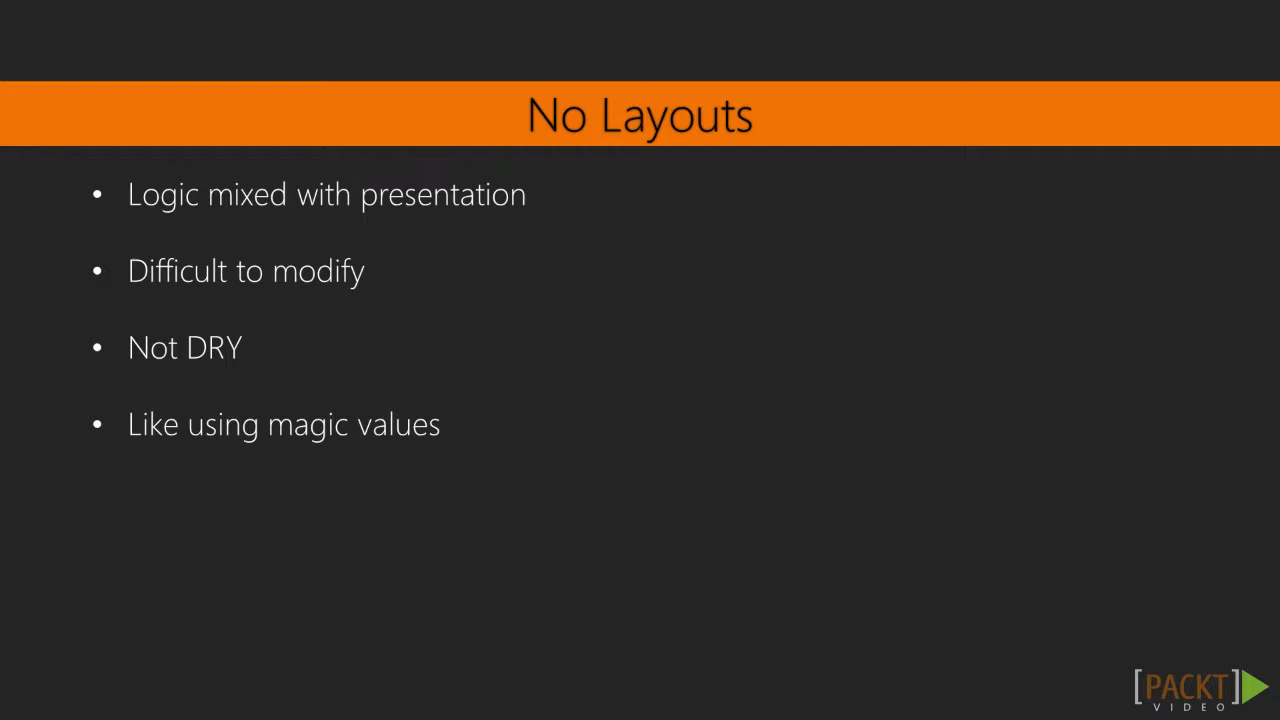 No Layouts
• Logic mixed with presentation
• Difficult to modify
• Not DRY
• Like using magic values
[PACKT]
VIDEO